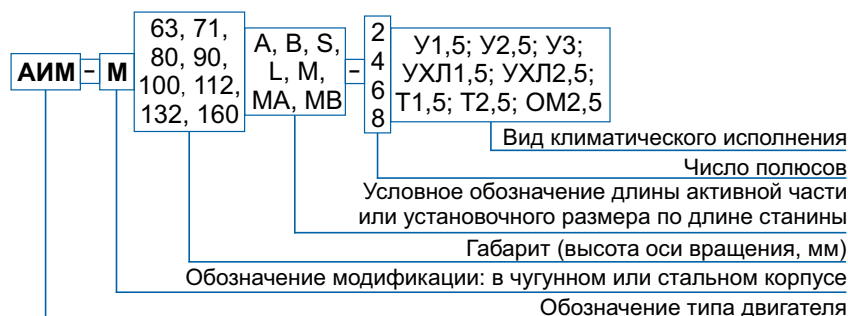 АИМ - М
63, 71,
80, 90,
100, 112,
132, 160
А, В, S,
L, М,
МА, МВ
-
2
4
6
8
У1,5; У2,5; У3;
УХЛ1,5; УХЛ2,5;
Т1,5; Т2,5; ОМ2,5
Вид климатического исполнения
Число полюсов
Условное обозначение длины активной части
или установочного размера по длине станины
Габарит (высота оси вращения, мм)
Обозначение модификации: в чугунном или стальном корпусе
Обозначение типа двигателя